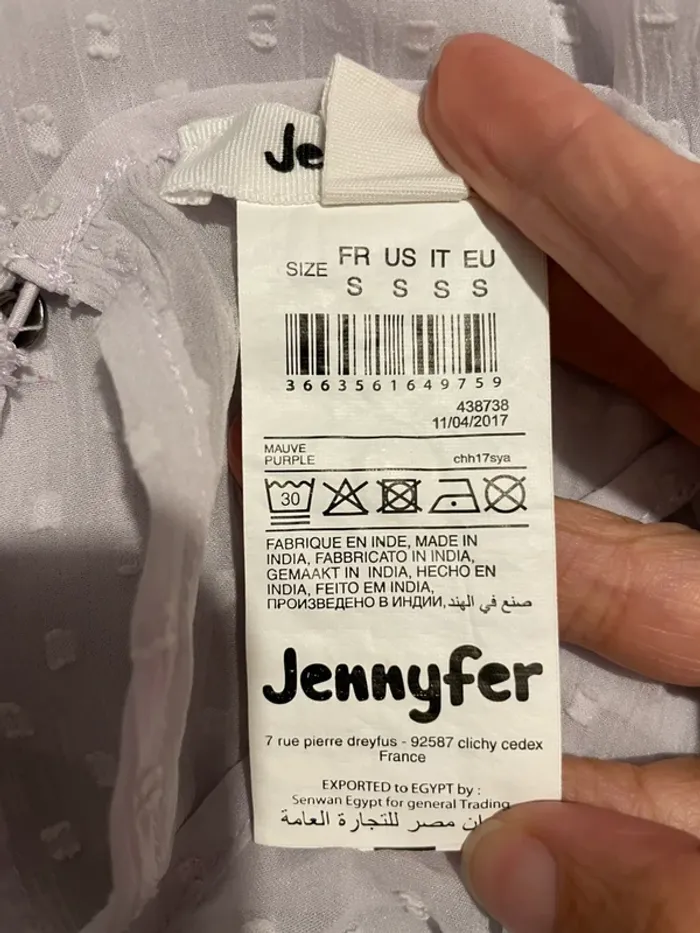 Je
SIZE FR US IT EU
S S S S
3663561649759
438738
11/04/2017
MAUVE
PURPLE chh17sya
30
FABRIQUE EN INDE, MADE IN
INDIA, FABBRICATO IN INDIA,
GEMAAKT IN INDIA, HECHO EN
INDIA, FEITO EM INDIA,
ПРОИЗВЕДЕНО В ИНДИИ, صنع في الهند
Jennyfer
7 rue pierre dreyfus - 92587 clichy cedex
France
EXPORTED to EGYPT by :
Senwan Egypt for general Trading
مصر للتجارة العامة